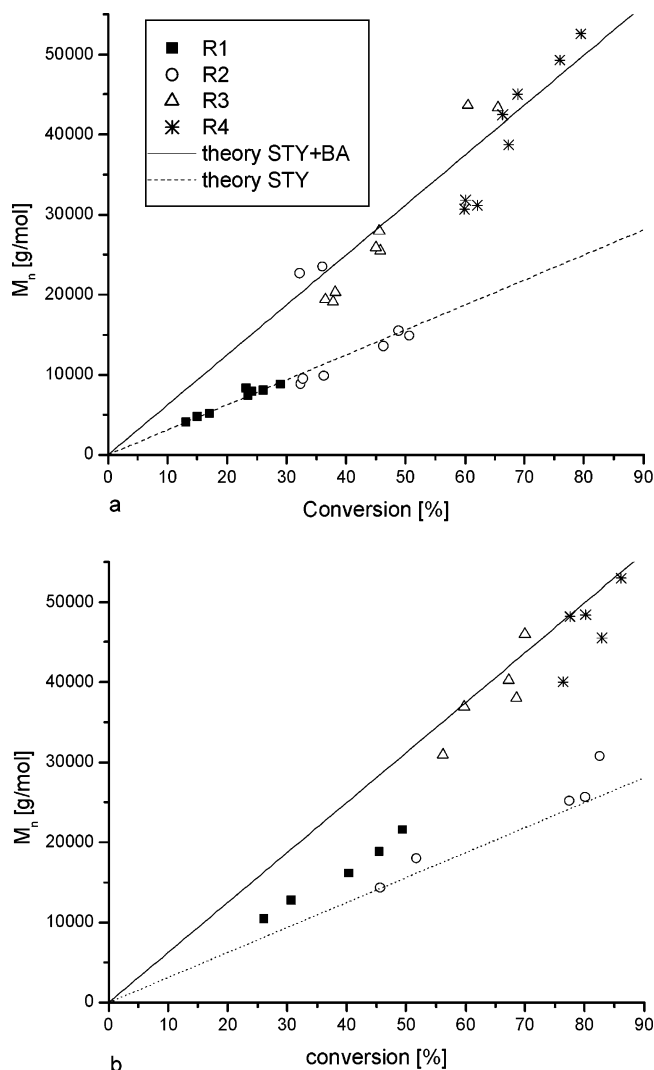 50000
40000
30000
20000
10000
0
M_n [g/mol]
R1
R2
R3
R4
theory STY+BA
theory STY
0 10 20 30 40 50 60 70 80 90
a
Conversion [%]
50000
40000
30000
20000
10000
0
M_n [g/mol]
0 10 20 30 40 50 60 70 80 90
b
conversion [%]